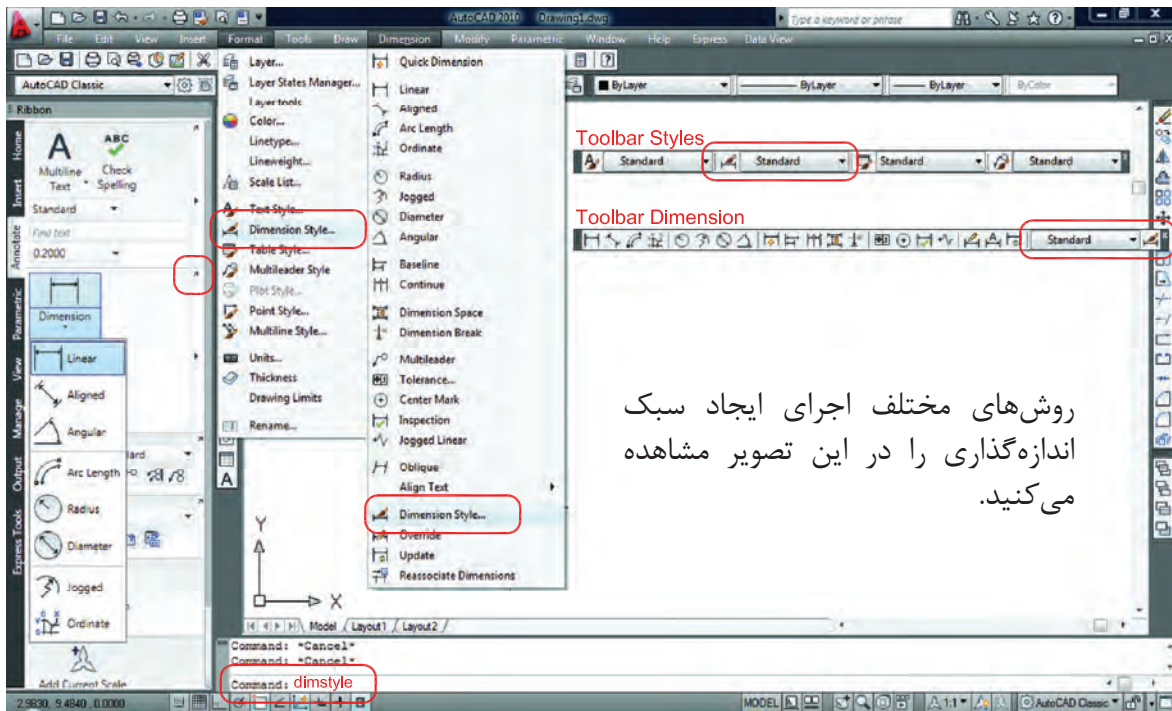 AutoCAD 2010 Drawing1.dwg
Type a keyword or phrase
File Edit View Insert Format Tools Draw Dimension Modify Parametric Window Help Express Data View
AutoCAD Classic
ByLayer
ByLayer
ByLayer
ByColor
Ribbon
Home
Insert
Annotate
Parametric
View
Manage
Output
Express Tools
A
ABC
Multiline Text
Check Spelling
Standard
Find text
0.2000
Dimension
Linear
Aligned
Angular
Arc Length
Radius
Diameter
Jogged
Ordinate
Add Current Scale
Layer...
Layer States Manager...
Layer tools
Color...
Linetype...
Lineweight...
Scale List...
Text Style...
Dimension Style...
Table Style...
Multileader Style
Plot Style...
Point Style...
Multiline Style...
Units...
Thickness
Drawing Limits
Rename...
Quick Dimension
Linear
Aligned
Arc Length
Ordinate
Radius
Jogged
Diameter
Angular
Baseline
Continue
Dimension Space
Dimension Break
Multileader
Tolerance...
Center Mark
Inspection
Jogged Linear
Oblique
Align Text
Dimension Style...
Override
Update
Reassociate Dimensions
Toolbar Styles
Standard Standard Standard Standard
Toolbar Dimension
Standard
روش‌های مختلف اجرای ایجاد سبک
اندازه‌گذاری را در این تصویر مشاهده
می‌کنید.
Y
X
Model Layout1 Layout2
Command: *Cancel*
Command: *Cancel*
Command: dimstyle
2.9830, 9.4840, 0.0000
MODEL
1:1
AutoCAD Classic